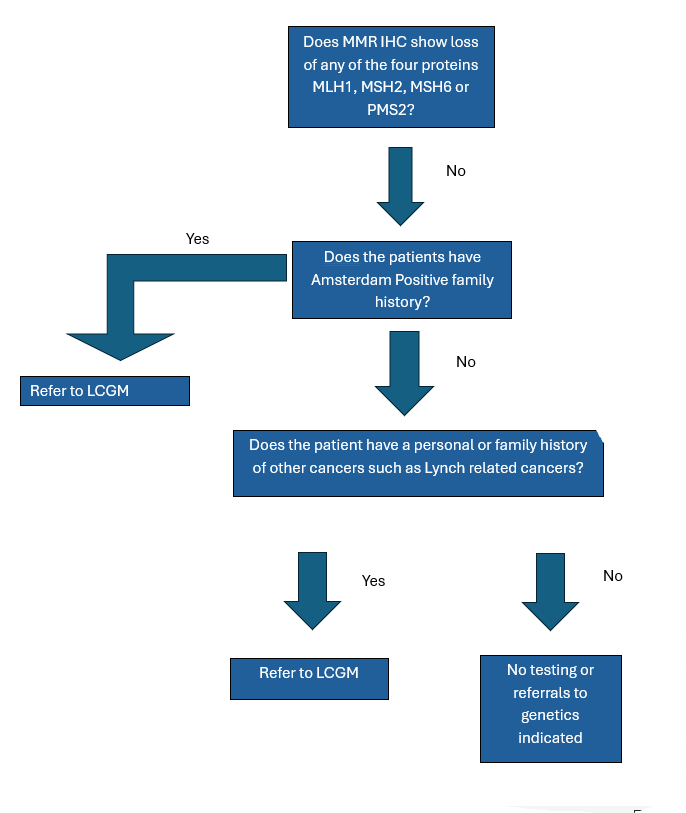 Does MMR IHC show loss
of any of the four proteins
MLH1, MSH2, MSH6 or
PMS2?
No
Yes
Does the patients have
Amsterdam Positive family
history?
No
Refer to LCGM
Does the patient have a personal or family history
of other cancers such as Lynch related cancers?
Yes
No
Refer to LCGM
No testing or
referrals to
genetics
indicated